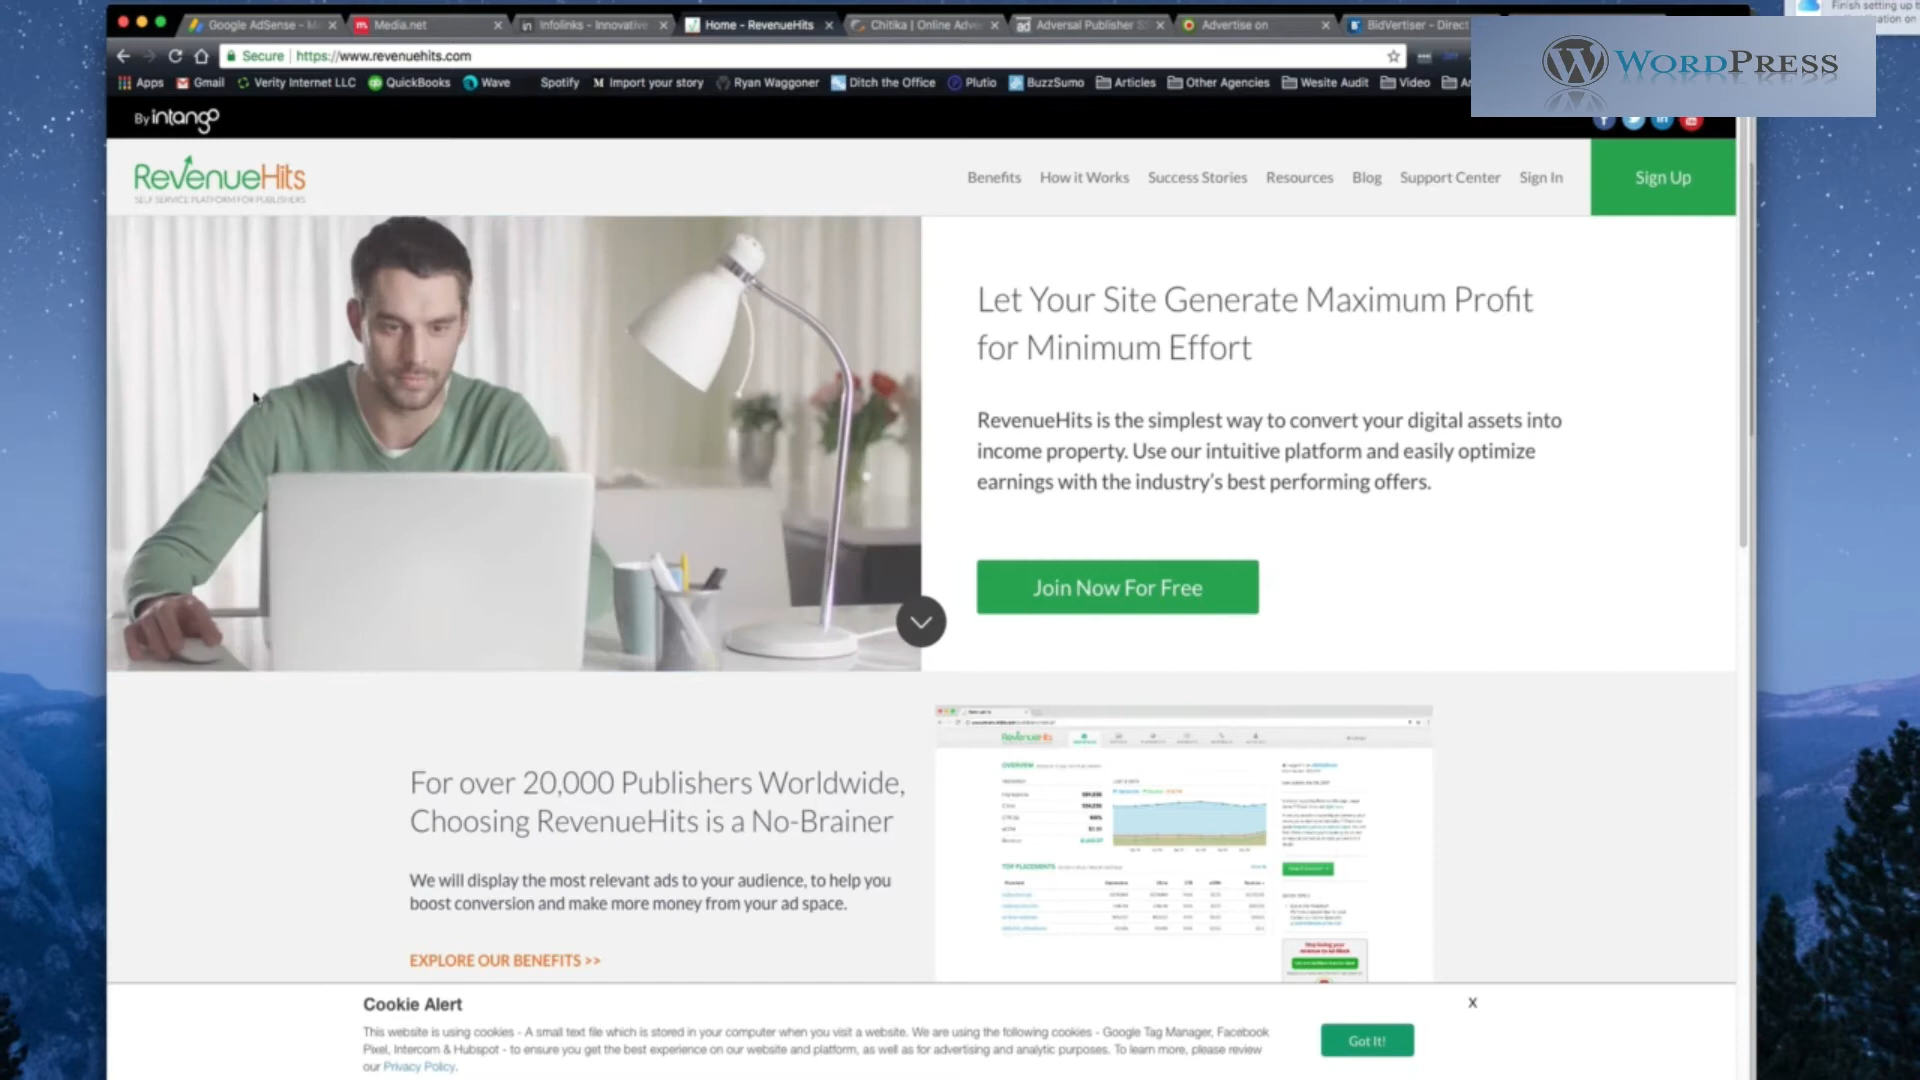 Finish setting up
Google AdSense - M
Media.net
Infolinks - Innovative
Home - RevenueHits
Chitika | Online Adve
Adversal Publisher S
Advertise on
BidVertiser - Direct
Secure | https://www.revenuehits.com
Apps Gmail Verity Internet LLC QuickBooks Wave Spotify Import your story Ryan Waggoner Ditch the Office Plutio BuzzSumo Articles Other Agencies Wesite Audit Video
WORDPRESS
By intango
RevenueHits
SELF SERVICE PLATFORM FOR PUBLISHERS
Benefits How it Works Success Stories Resources Blog Support Center Sign In Sign Up
Let Your Site Generate Maximum Profit
for Minimum Effort
RevenueHits is the simplest way to convert your digital assets into
income property. Use our intuitive platform and easily optimize
earnings with the industry's best performing offers.
Join Now For Free
For over 20,000 Publishers Worldwide,
Choosing RevenueHits is a No-Brainer
We will display the most relevant ads to your audience, to help you
boost conversion and make more money from your ad space.
EXPLORE OUR BENEFITS >>
RevenueHits
OVERVIEW
TOP PLACEMENTS
Cookie Alert
X
This website is using cookies - A small text file which is stored in your computer when you visit a website. We are using the following cookies - Google Tag Manager, Facebook
Pixel, Intercom & Hubspot - to ensure you get the best experience on our website and platform, as well as for advertising and analytic purposes. To learn more, please review
our Privacy Policy.
Got It!